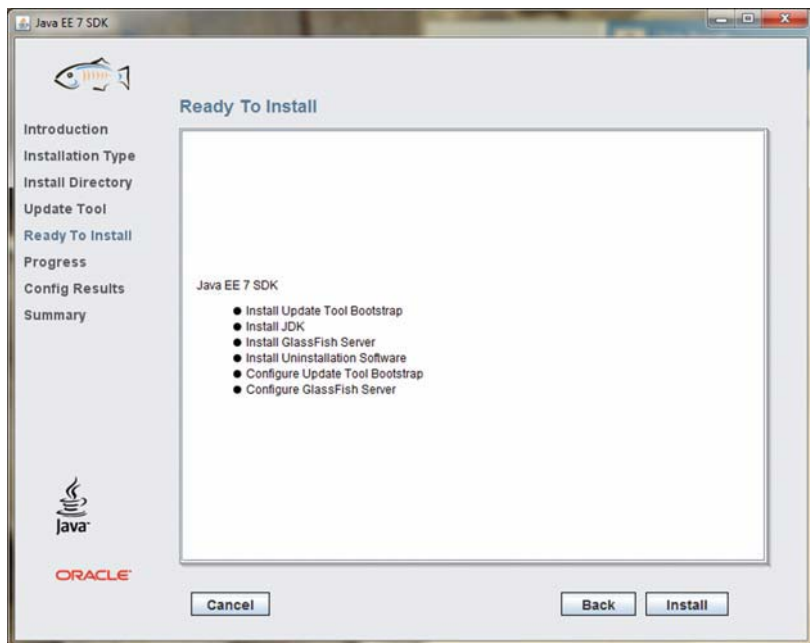 Java EE 7 SDK
Ready To Install
Introduction
Installation Type
Install Directory
Update Tool
Ready To Install
Progress
Config Results
Summary
Java EE 7 SDK
Install Update Tool Bootstrap
Install JDK
Install GlassFish Server
Install Uninstallation Software
Configure Update Tool Bootstrap
Configure GlassFish Server
Java
ORACLE
Cancel
Back
Install